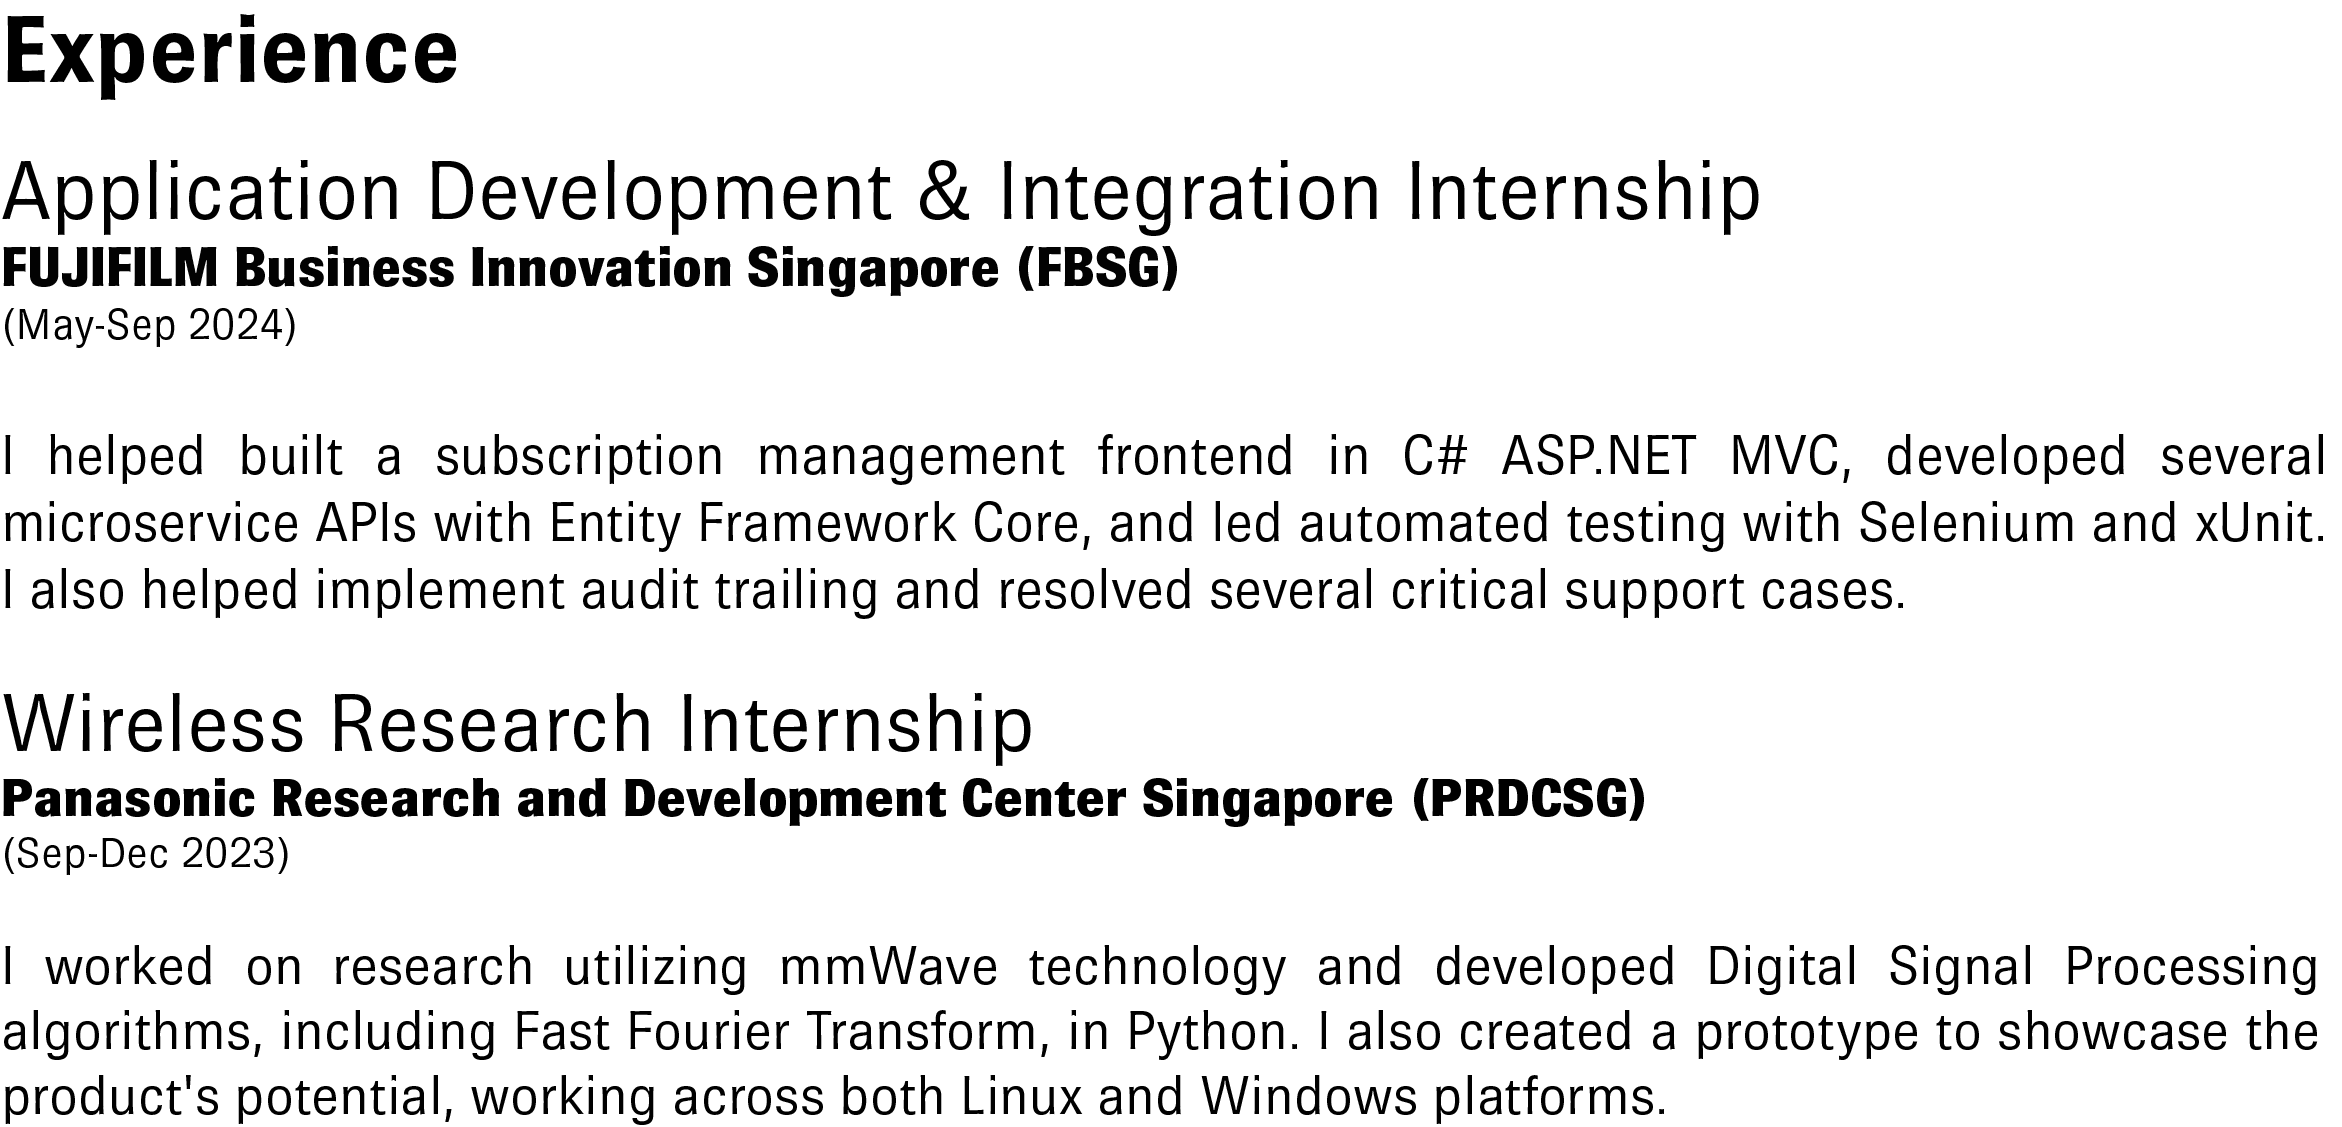 Experience
Application Development & Integration Internship
FUJIFILM Business Innovation Singapore (FBSG)
(May-Sep 2024)
I helped built a subscription management frontend in C# ASP.NET MVC, developed several
microservice APIs with Entity Framework Core, and led automated testing with Selenium and xUnit.
I also helped implement audit trailing and resolved several critical support cases.
Wireless Research Internship
Panasonic Research and Development Center Singapore (PRDCSG)
(Sep-Dec 2023)
I worked on research utilizing mmWave technology and developed Digital Signal Processing
algorithms, including Fast Fourier Transform, in Python. I also created a prototype to showcase the
product's potential, working across both Linux and Windows platforms.